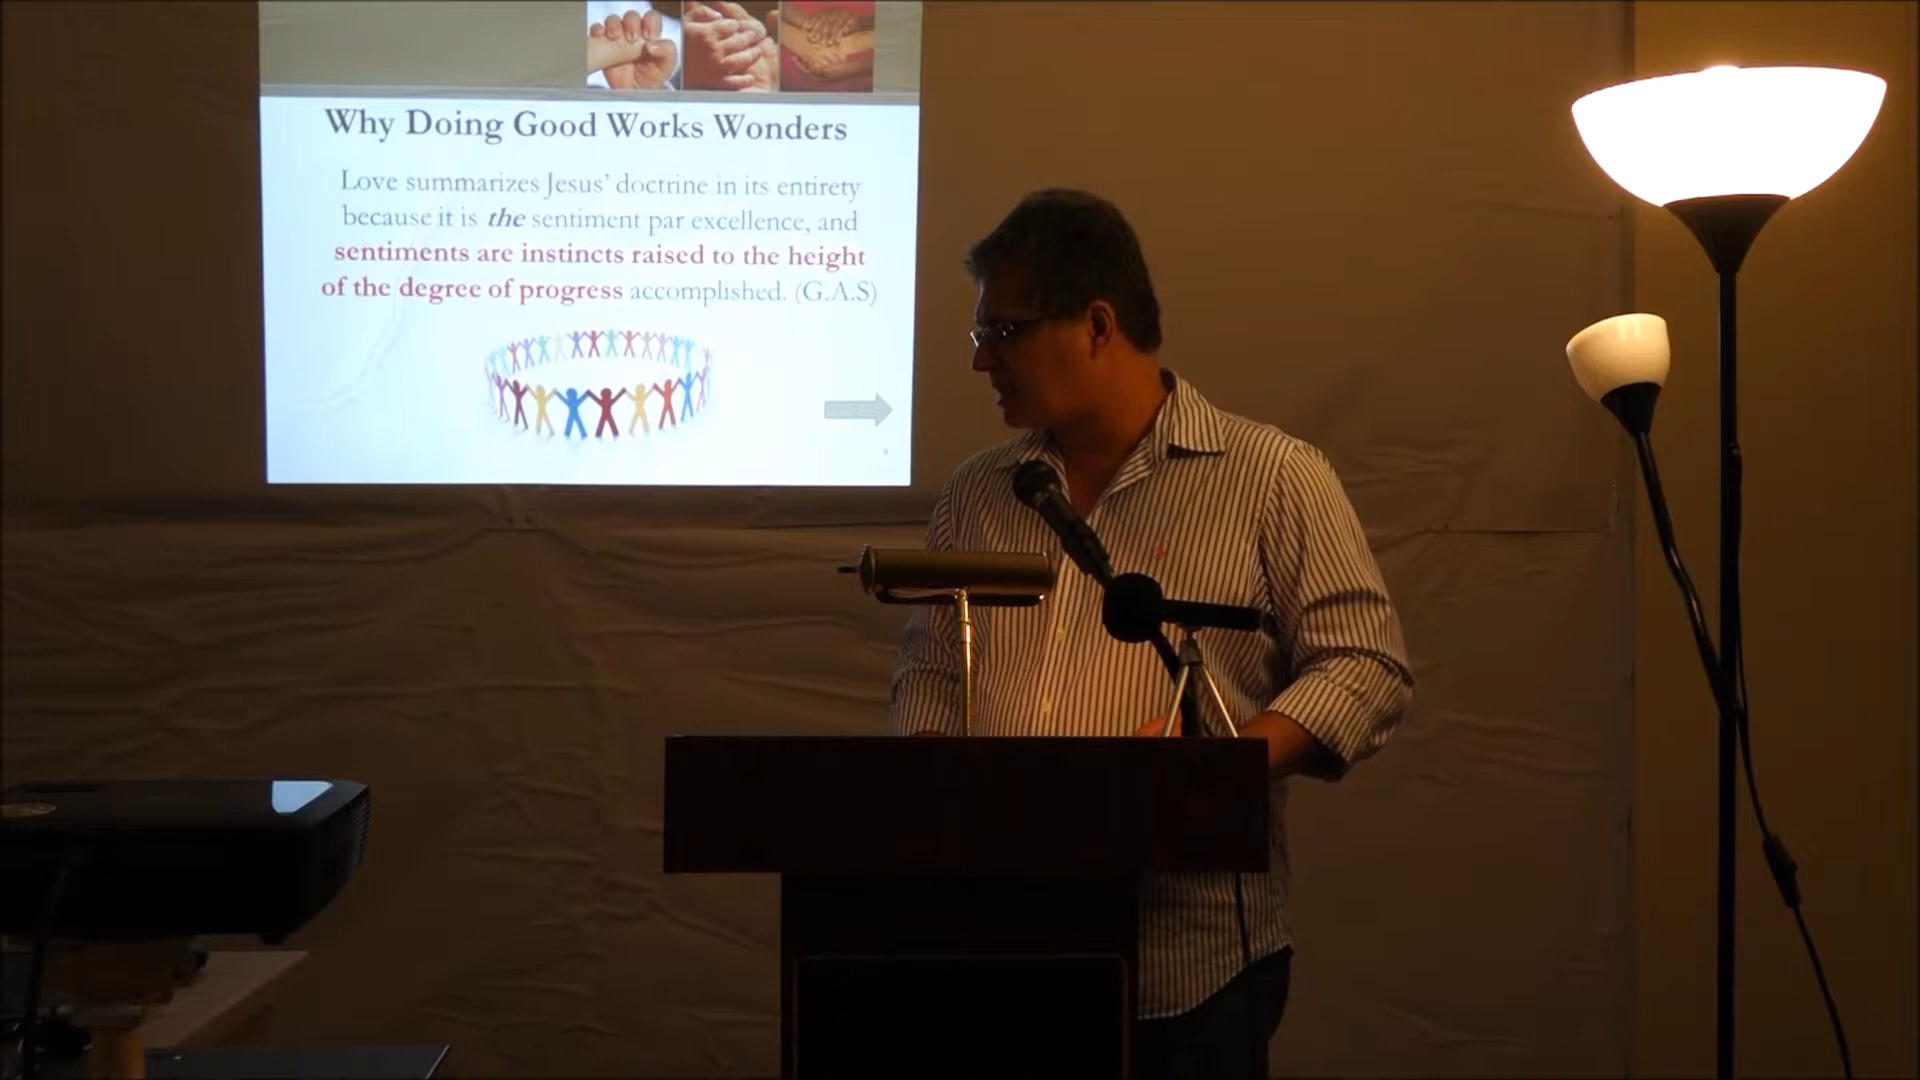 Why Doing Good Works Wonders
Love summarizes Jesus' doctrine in its entirety
because it is the sentiment par excellence, and
sentiments are instincts raised to the height
of the degree of progress accomplished. (G.A.S)
9